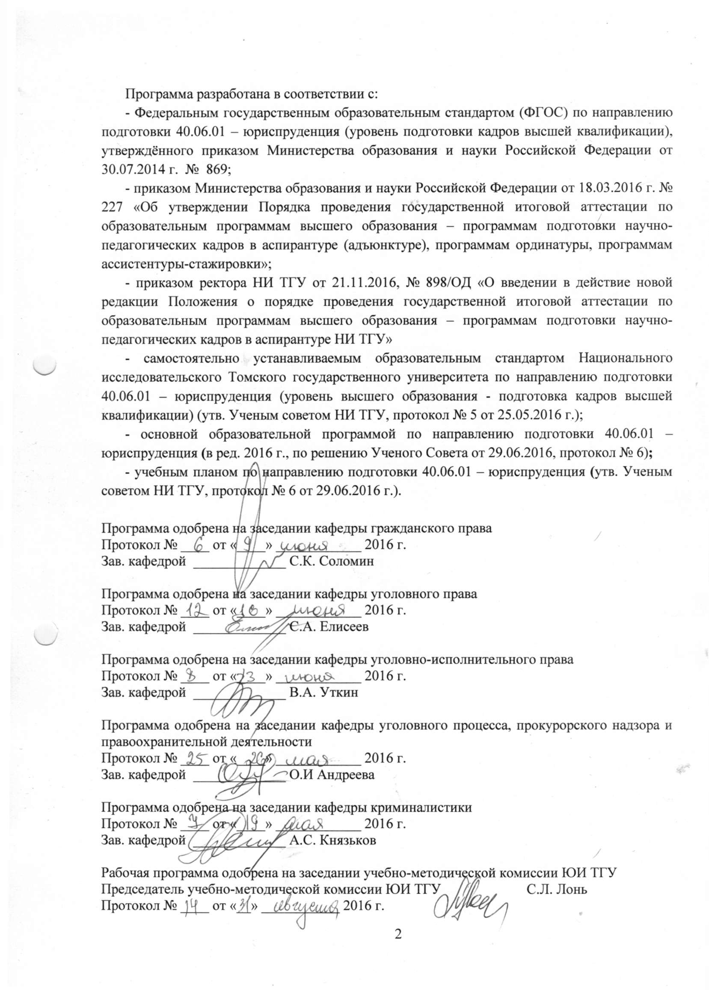 Программа разработана в соответствии с:
- Федеральным государственным образовательным стандартом (ФГОС) по направлению
подготовки 40.06.01 – юриспруденция (уровень подготовки кадров высшей квалификации),
утверждённого приказом Министерства образования и науки Российской Федерации от
30.07.2014 г. № 869;
- приказом Министерства образования и науки Российской Федерации от 18.03.2016 г. №
227 «Об утверждении Порядка проведения государственной итоговой аттестации по
образовательным программам высшего образования – программам подготовки научно-
педагогических кадров в аспирантуре (адъюнктуре), программам ординатуры, программам
ассистентуры-стажировки»;
- приказом ректора НИ ТГУ от 21.11.2016, № 898/ОД «О введении в действие новой
редакции Положения о порядке проведения государственной итоговой аттестации по
образовательным программам высшего образования – программам подготовки научно-
педагогических кадров в аспирантуре НИ ТГУ»
- самостоятельно устанавливаемым образовательным стандартом Национального
исследовательского Томского государственного университета по направлению подготовки
40.06.01 – юриспруденция (уровень высшего образования - подготовка кадров высшей
квалификации) (утв. Ученым советом НИ ТГУ, протокол № 5 от 25.05.2016 г.);
- основной образовательной программой по направлению подготовки 40.06.01 –
юриспруденция (в ред. 2016 г., по решению Ученого Совета от 29.06.2016, протокол № 6);
- учебным планом по направлению подготовки 40.06.01 – юриспруденция (утв. Ученым
советом НИ ТГУ, протокол № 6 от 29.06.2016 г.).
Программа одобрена на заседании кафедры гражданского права
Протокол № 6 от «9» июня 2016 г.
Зав. кафедрой С.К. Соломин
Программа одобрена на заседании кафедры уголовного права
Протокол № 12 от «16» июня 2016 г.
Зав. кафедрой С.А. Елисеев
Программа одобрена на заседании кафедры уголовно-исполнительного права
Протокол № 8 от « » июня 2016 г.
Зав. кафедрой В.А. Уткин
Программа одобрена на заседании кафедры уголовного процесса, прокурорского надзора и
правоохранительной деятельности
Протокол № 25 от «26» мая 2016 г.
Зав. кафедрой О.И Андреева
Программа одобрена на заседании кафедры криминалистики
Протокол № 7 от «19» мая 2016 г.
Зав. кафедрой А.С. Князьков
Рабочая программа одобрена на заседании учебно-методической комиссии ЮИ ТГУ
Председатель учебно-методической комиссии ЮИ ТГУ С.Л. Лонь
Протокол № 14 от «31» августа 2016 г.
2